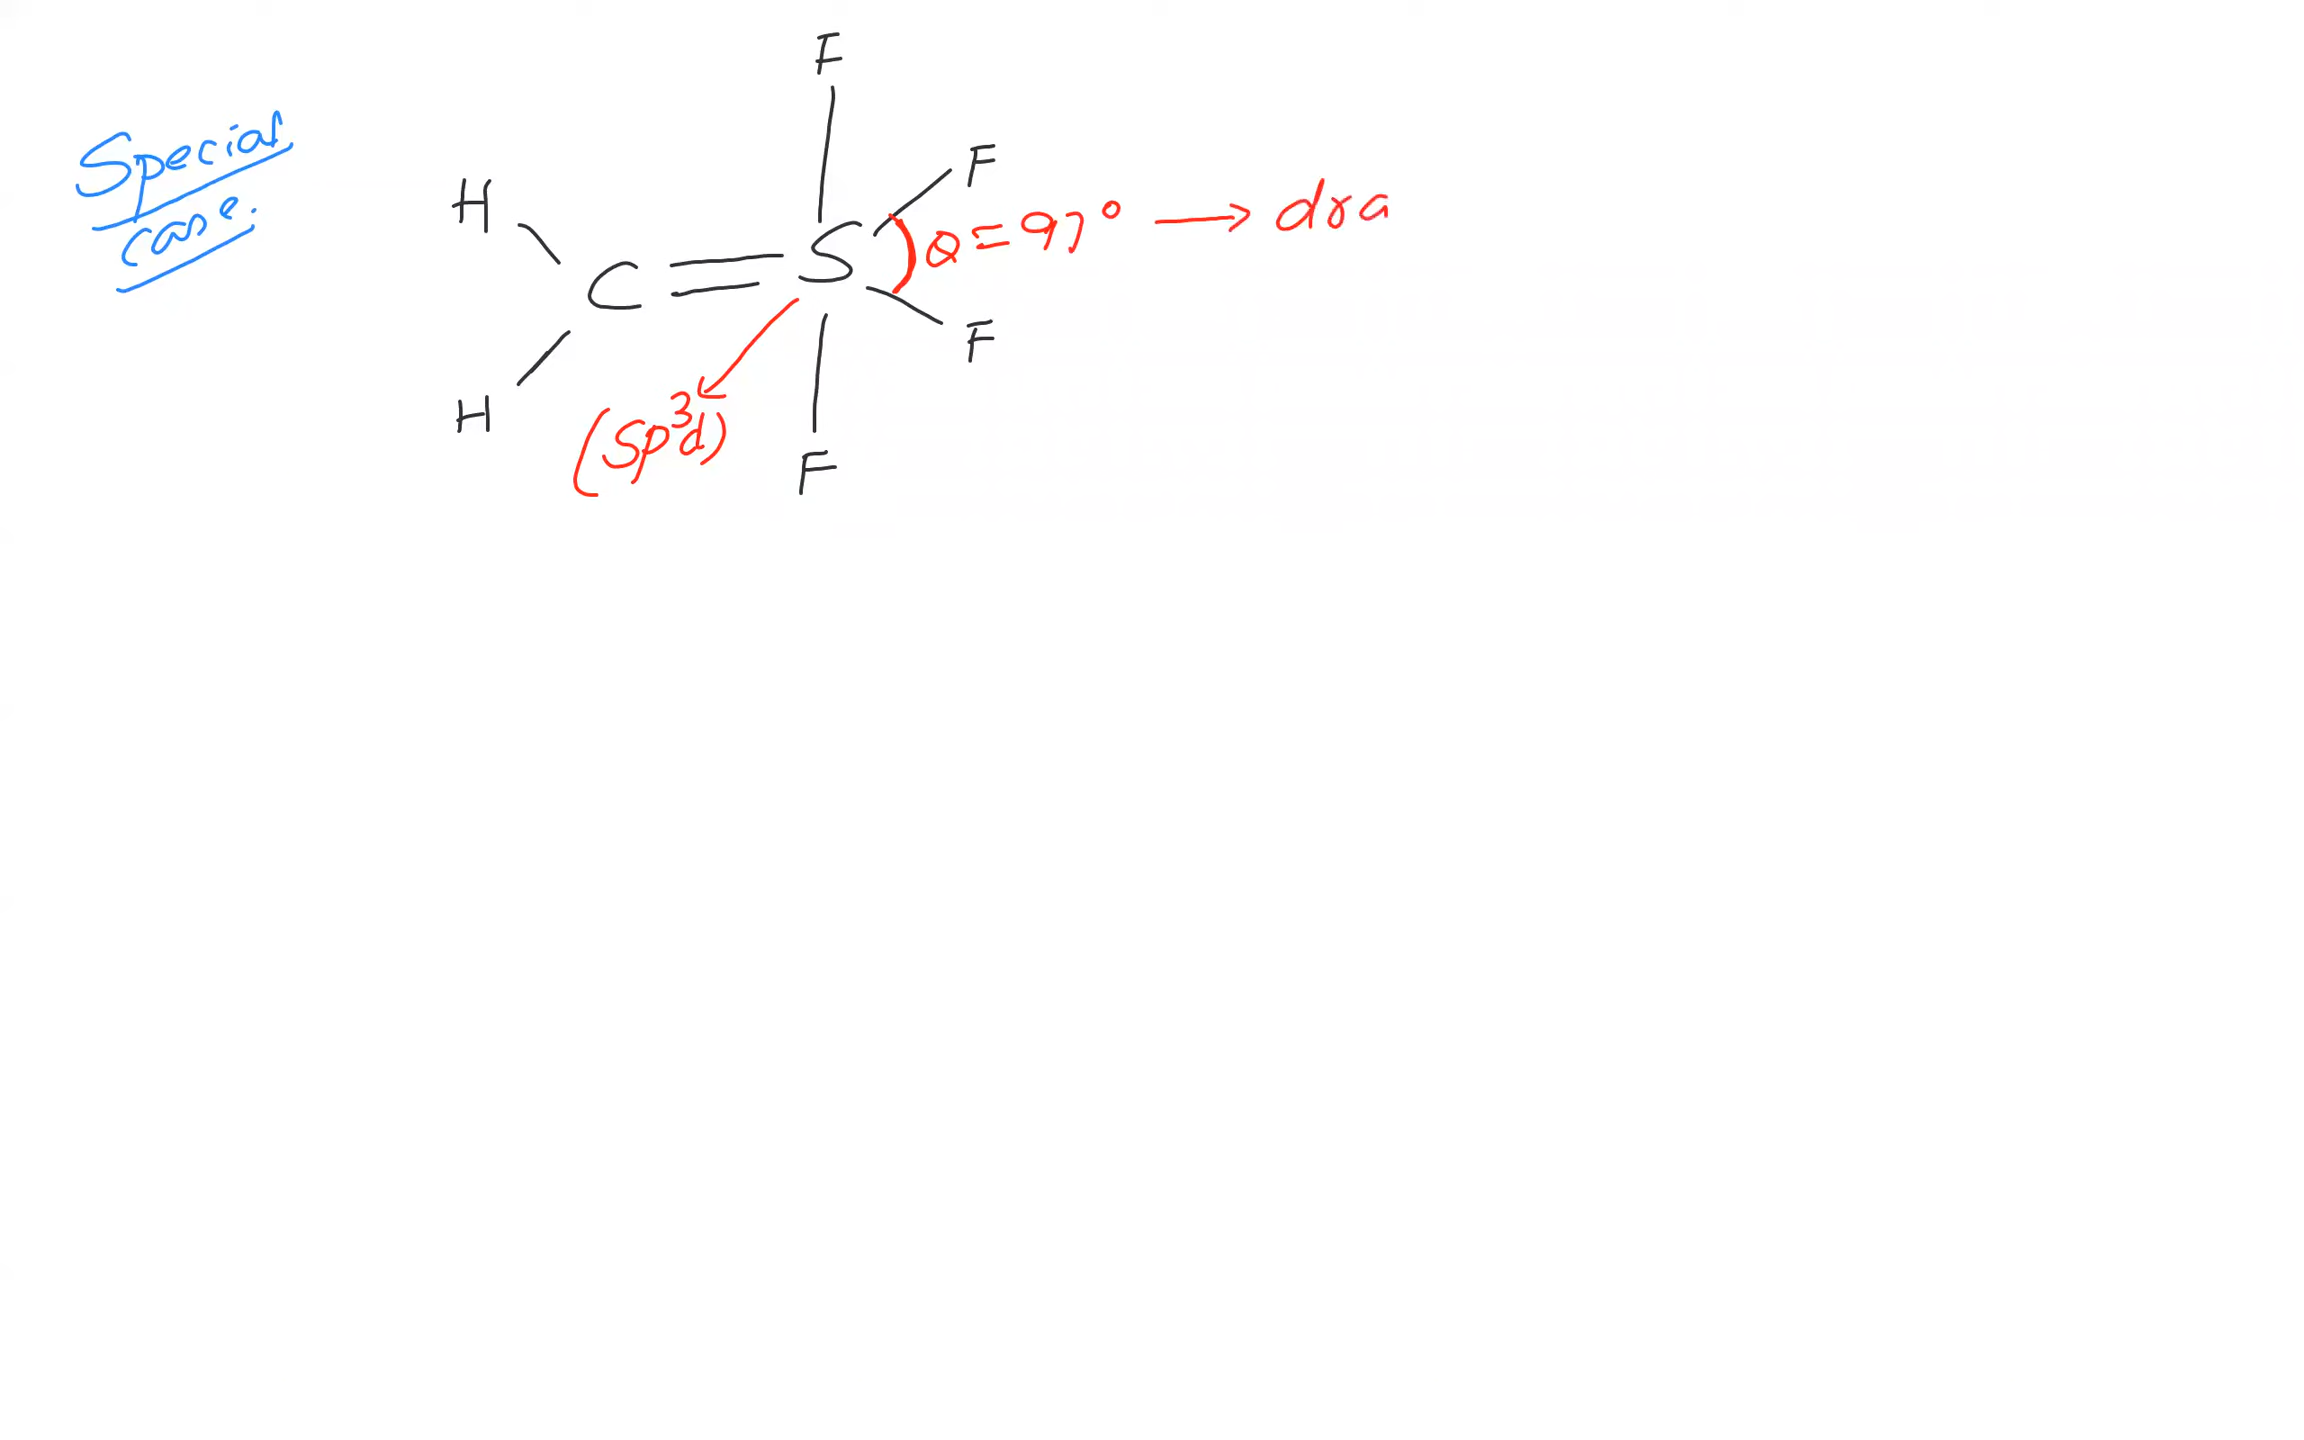 Special
case.
F
F
H
θ = 97° → dra
C = S
F
H
(sp³d)
F